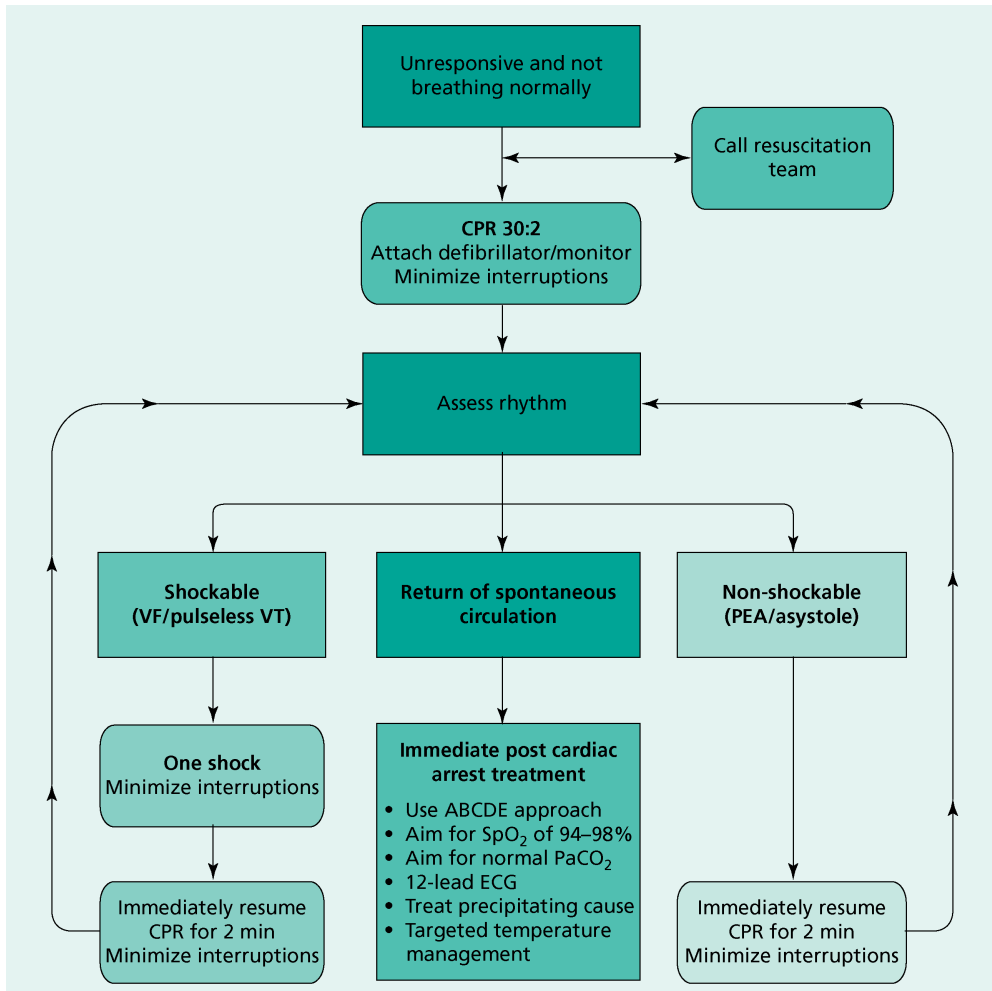 Unresponsive and not
breathing normally
Call resuscitation
team
CPR 30:2
Attach defibrillator/monitor
Minimize interruptions
Assess rhythm
Shockable
(VF/pulseless VT)
Return of spontaneous
circulation
Non-shockable
(PEA/asystole)
One shock
Minimize interruptions
Immediately resume
CPR for 2 min
Minimize interruptions
Immediate post cardiac
arrest treatment
• Use ABCDE approach
• Aim for SpO₂ of 94–98%
• Aim for normal PaCO₂
• 12-lead ECG
• Treat precipitating cause
• Targeted temperature
management
Immediately resume
CPR for 2 min
Minimize interruptions